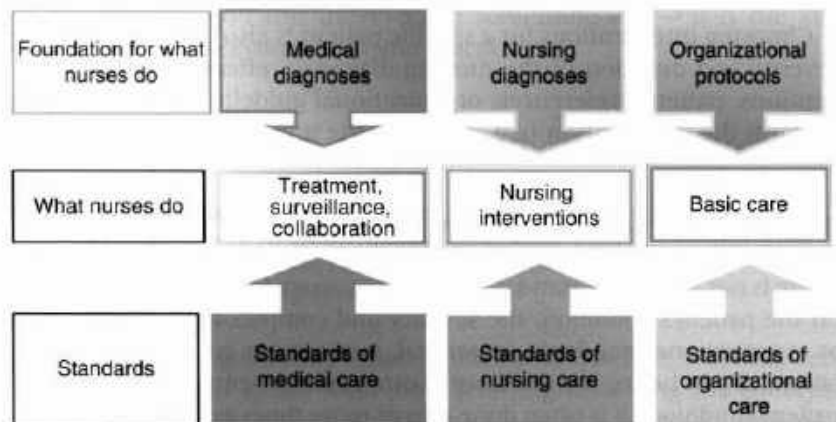 Foundation for what
nurses do
Medical
diagnoses
Nursing
diagnoses
Organizational
protocols
What nurses do
Treatment,
surveillance,
collaboration
Nursing
interventions
Basic care
Standards
Standards of
medical care
Standards of
nursing care
Standards of
organizational
care